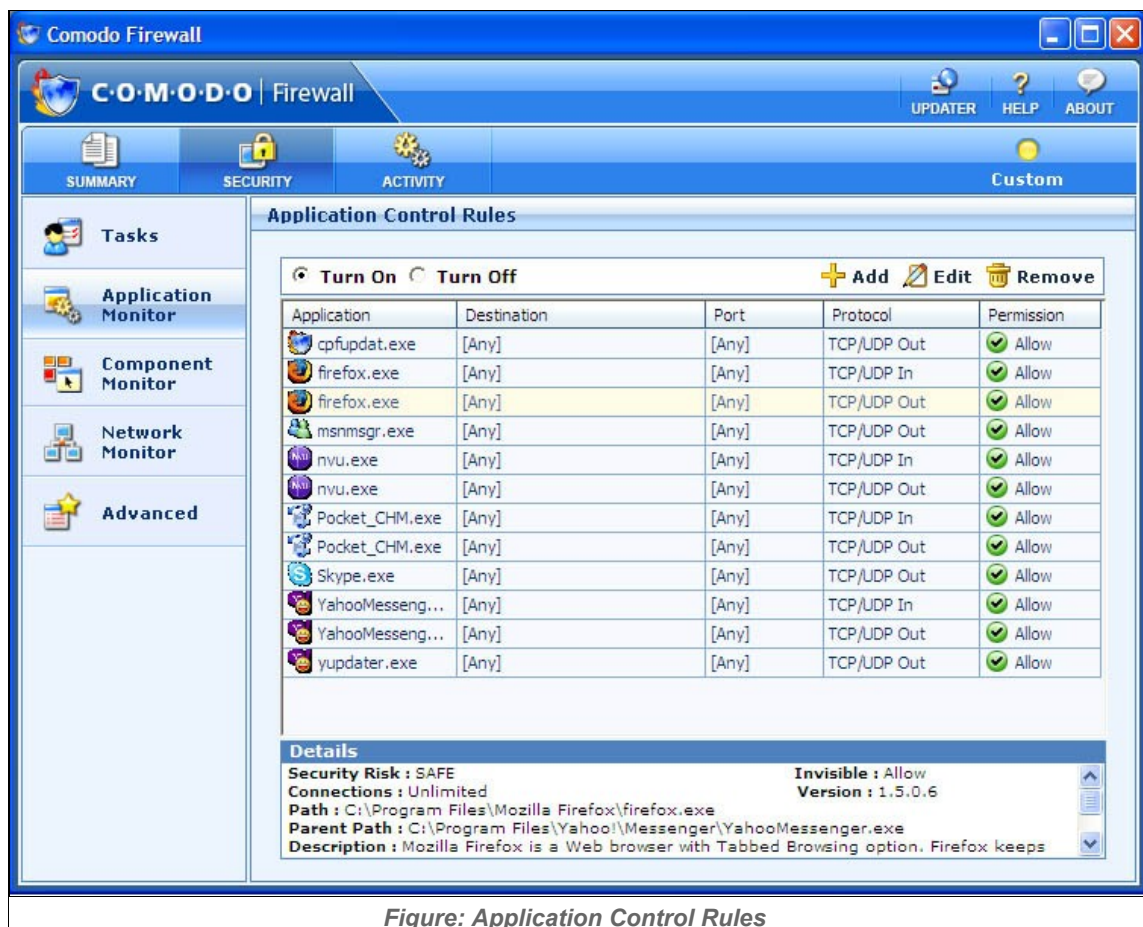 Comodo Firewall
C·O·M·O·D·O | Firewall
UPDATER HELP ABOUT
SUMMARY SECURITY ACTIVITY Custom
Tasks
Application Monitor
Component Monitor
Network Monitor
Advanced
Application Control Rules
Turn On Turn Off Add Edit Remove
Application Destination Port Protocol Permission
cpfupdat.exe [Any] [Any] TCP/UDP Out Allow
firefox.exe [Any] [Any] TCP/UDP In Allow
firefox.exe [Any] [Any] TCP/UDP Out Allow
msnmsgr.exe [Any] [Any] TCP/UDP Out Allow
nvu.exe [Any] [Any] TCP/UDP In Allow
nvu.exe [Any] [Any] TCP/UDP Out Allow
Pocket_CHM.exe [Any] [Any] TCP/UDP In Allow
Pocket_CHM.exe [Any] [Any] TCP/UDP Out Allow
Skype.exe [Any] [Any] TCP/UDP Out Allow
YahooMesseng... [Any] [Any] TCP/UDP In Allow
YahooMesseng... [Any] [Any] TCP/UDP Out Allow
yupdater.exe [Any] [Any] TCP/UDP Out Allow
Details
Security Risk : SAFE Invisible : Allow
Connections : Unlimited Version : 1.5.0.6
Path : C:\Program Files\Mozilla Firefox\firefox.exe
Parent Path : C:\Program Files\Yahoo!\Messenger\YahooMessenger.exe
Description : Mozilla Firefox is a Web browser with Tabbed Browsing option. Firefox keeps
Figure: Application Control Rules